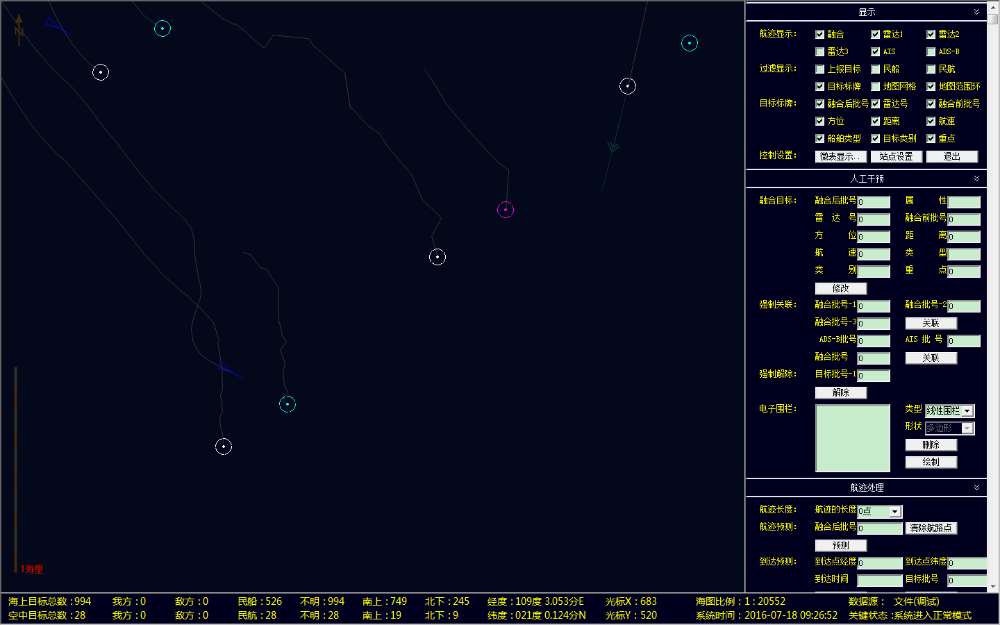 N
1海里
显示
航迹显示： 融合 雷达1 雷达2
雷达3 AIS ADS-B
过滤显示： 上报目标 民船 民航
目标标牌 地图网格 地图范围环
目标标牌： 融合后批号 雷达号 融合前批号
方位 距离 航速
船舶类型 目标类别 重点
控制设置： 微表显示.. 站点设置 退出
人工干预
融合目标： 融合后批号 0 属 性
雷 达 号 0 融合前批号 0
方 位 0 距 离 0
航 速 0 类 型
类 别 重 点 0
修改
强制关联： 融合批号-1 0 融合批号-2 0
融合批号-3 0 关联
ADS-B批号 0 AIS 批 号 0
融合批号 0 关联
强制解除： 目标批号-1 0
解除
电子围栏： 类型 线性围栏
形状 多边形
删除
绘制
航迹处理
航迹长度： 航迹的长度 0点
航迹预测： 融合后批号 0 清除航路点
预测
到达预测： 到达点经度 0 到达点纬度 0
到达时间 目标批号 0
海上目标总数：994 我方：0 敌方：0 民船：526 不明：994 南上：749 北下：245 经度：109度 3.053分E 光标X：683 海图比例：1：20552 数据源： 文件(调试)
空中目标总数：28 我方：0 敌方：0 民航：28 不明：28 南上：19 北下：9 纬度：021度 0.124分N 光标Y：520 系统时间：2016-07-18 09:26:52 关键状态：系统进入正常模式